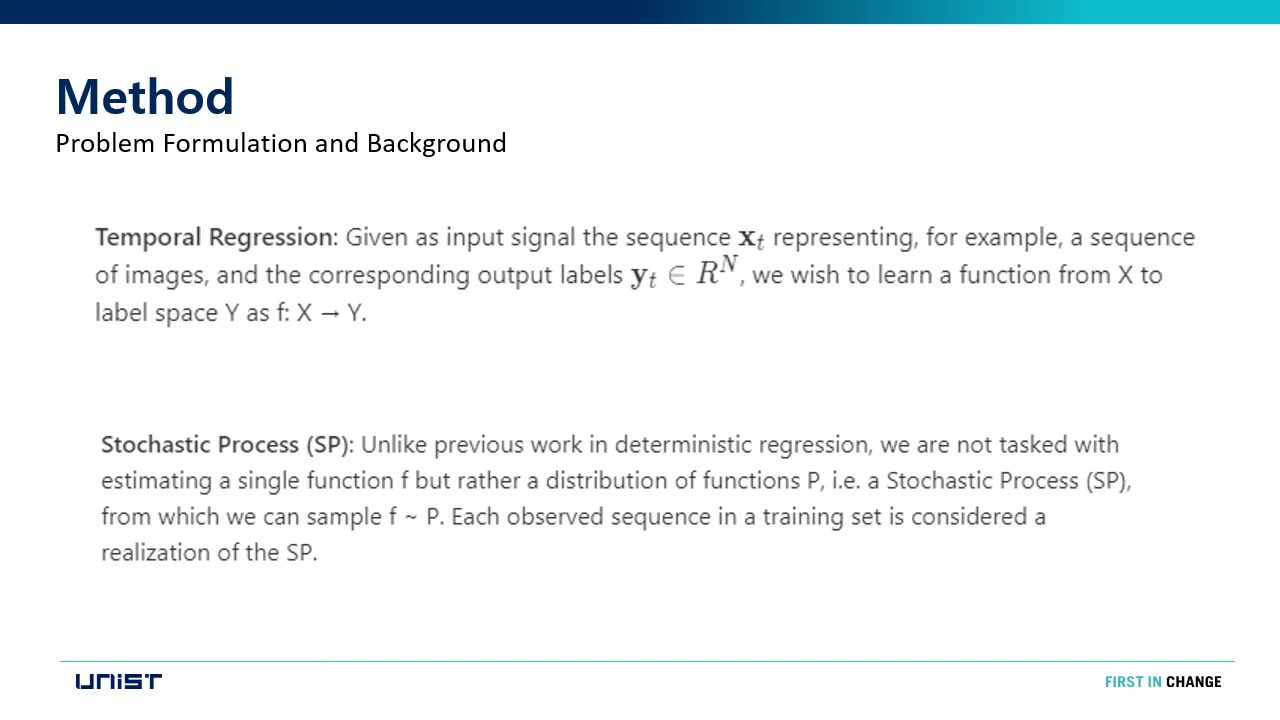 Method
Problem Formulation and Background
Temporal Regression: Given as input signal the sequence 𝐱ₜ representing, for example, a sequence
of images, and the corresponding output labels 𝐲ₜ ∈ Rᴺ, we wish to learn a function from X to
label space Y as f: X → Y.
Stochastic Process (SP): Unlike previous work in deterministic regression, we are not tasked with
estimating a single function f but rather a distribution of functions P, i.e. a Stochastic Process (SP),
from which we can sample f ~ P. Each observed sequence in a training set is considered a
realization of the SP.
UNIST
FIRST IN CHANGE